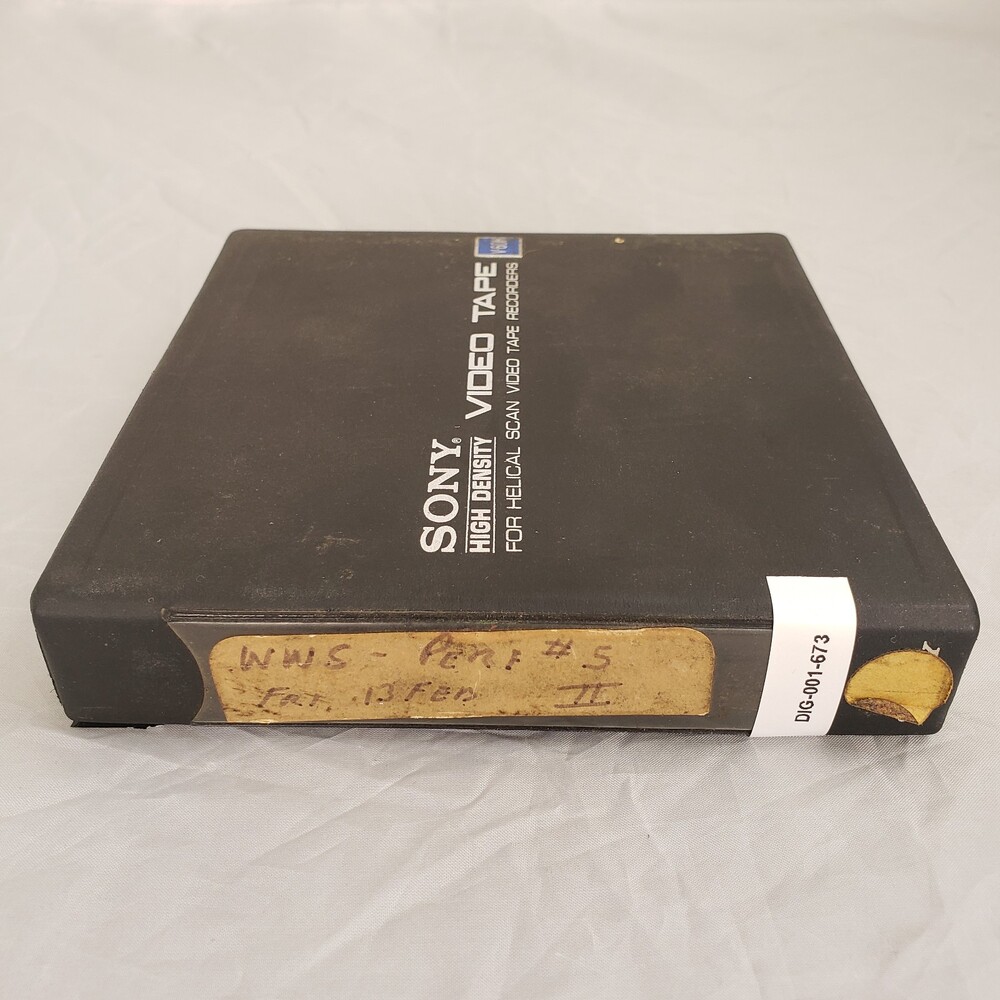 SONY®
HIGH DENSITY VIDEO TAPE
FOR HELICAL SCAN VIDEO TAPE RECORDERS
WWS - PERF #5
FRI. 13 FEB II
DIG-001-673